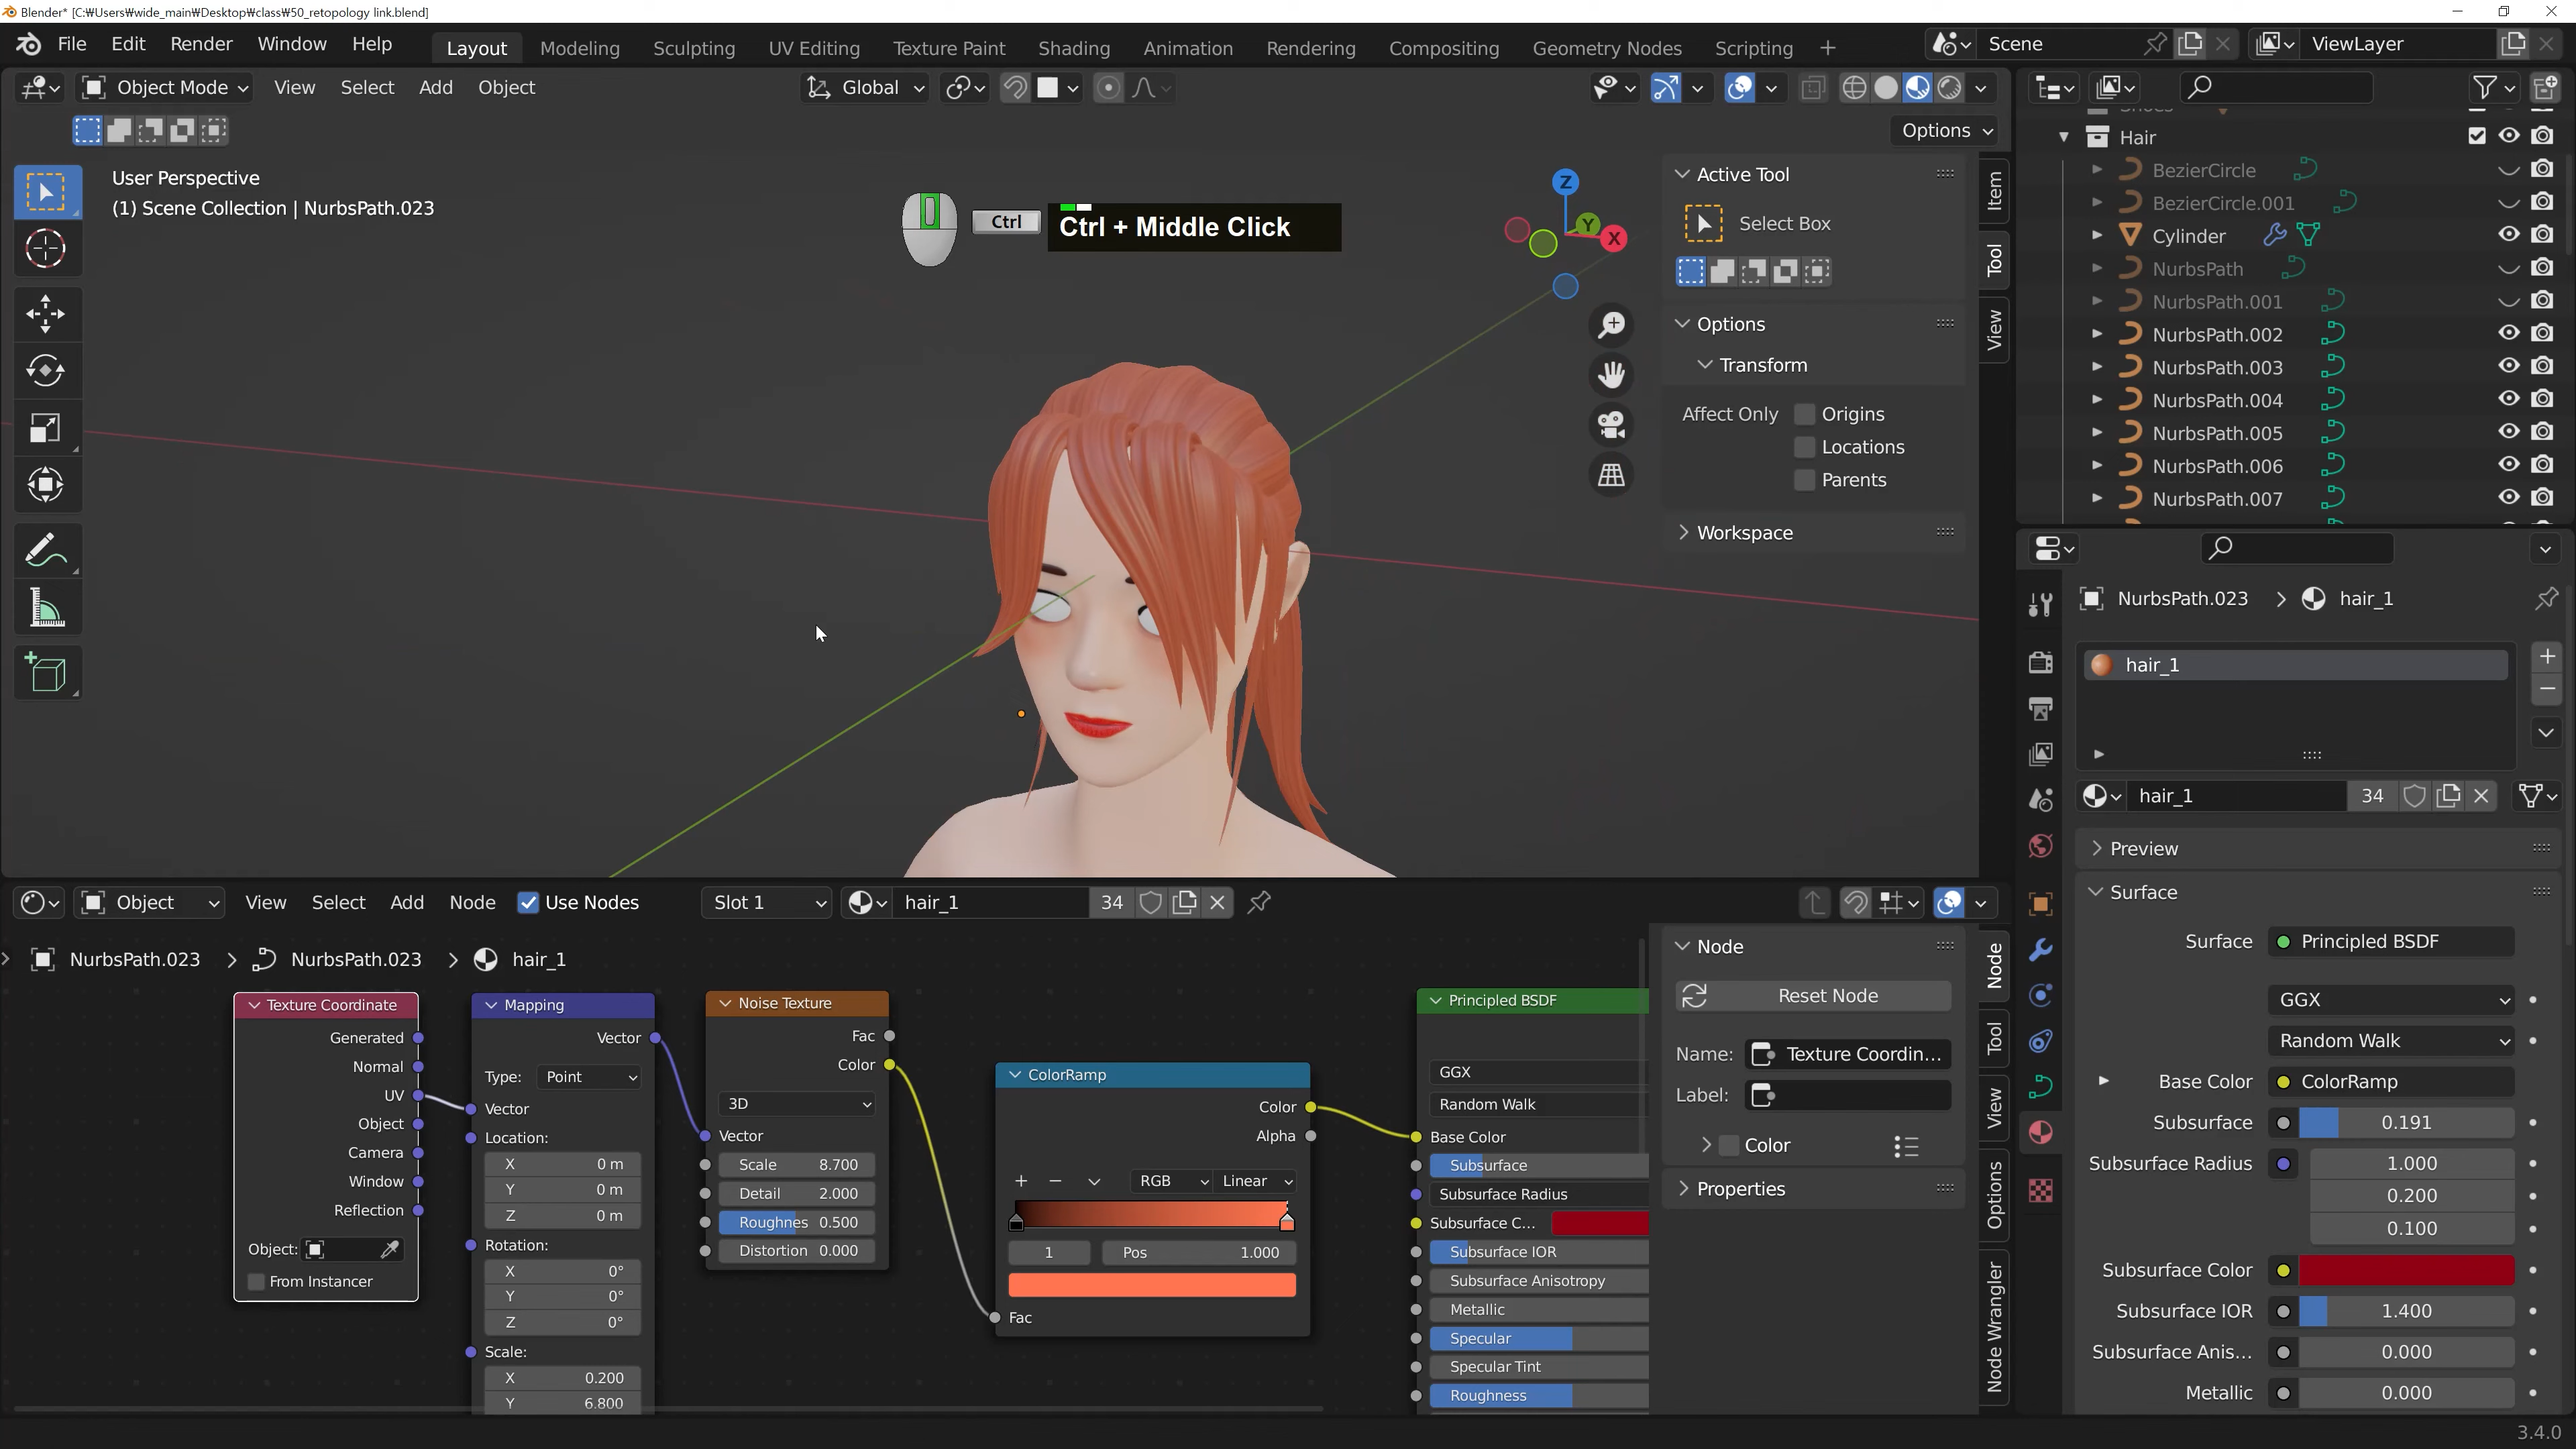 Blender* [C:₩Users₩wide_main₩Desktop₩class₩50_retopology link.blend]
File Edit Render Window Help
Layout Modeling Sculpting UV Editing Texture Paint Shading Animation Rendering Compositing Geometry Nodes Scripting +
Scene
ViewLayer
Object Mode View Select Add Object
Global
Options
User Perspective
(1) Scene Collection | NurbsPath.023
Ctrl
Ctrl + Middle Click
Z
Y
X
Active Tool
Select Box
Options
Transform
Affect Only
Origins
Locations
Parents
Workspace
Item
Tool
View
Hair
BezierCircle
BezierCircle.001
Cylinder
NurbsPath
NurbsPath.001
NurbsPath.002
NurbsPath.003
NurbsPath.004
NurbsPath.005
NurbsPath.006
NurbsPath.007
NurbsPath.023 > hair_1
hair_1
hair_1 34
Preview
Surface
Surface Principled BSDF
GGX
Random Walk
Base Color ColorRamp
Subsurface 0.191
Subsurface Radius 1.000
0.200
0.100
Subsurface Color
Subsurface IOR 1.400
Subsurface Anis... 0.000
Metallic 0.000
Object View Select Add Node Use Nodes Slot 1 hair_1 34
NurbsPath.023 > NurbsPath.023 > hair_1
Texture Coordinate
Generated
Normal
UV
Object
Camera
Window
Reflection
Object:
From Instancer
Mapping
Vector
Type: Point
Vector
Location:
X 0 m
Y 0 m
Z 0 m
Rotation:
X 0°
Y 0°
Z 0°
Scale:
X 0.200
Y 6.800
Noise Texture
Fac
Color
3D
Vector
Scale 8.700
Detail 2.000
Roughnes 0.500
Distortion 0.000
ColorRamp
Color
Alpha
+ − RGB Linear
1 Pos 1.000
Fac
Principled BSDF
GGX
Random Walk
Base Color
Subsurface
Subsurface Radius
Subsurface C...
Subsurface IOR
Subsurface Anisotropy
Metallic
Specular
Specular Tint
Roughness
Node
Reset Node
Name: Texture Coordin...
Label:
Color
Properties
Node
Tool
View
Options
Node Wrangler
3.4.0